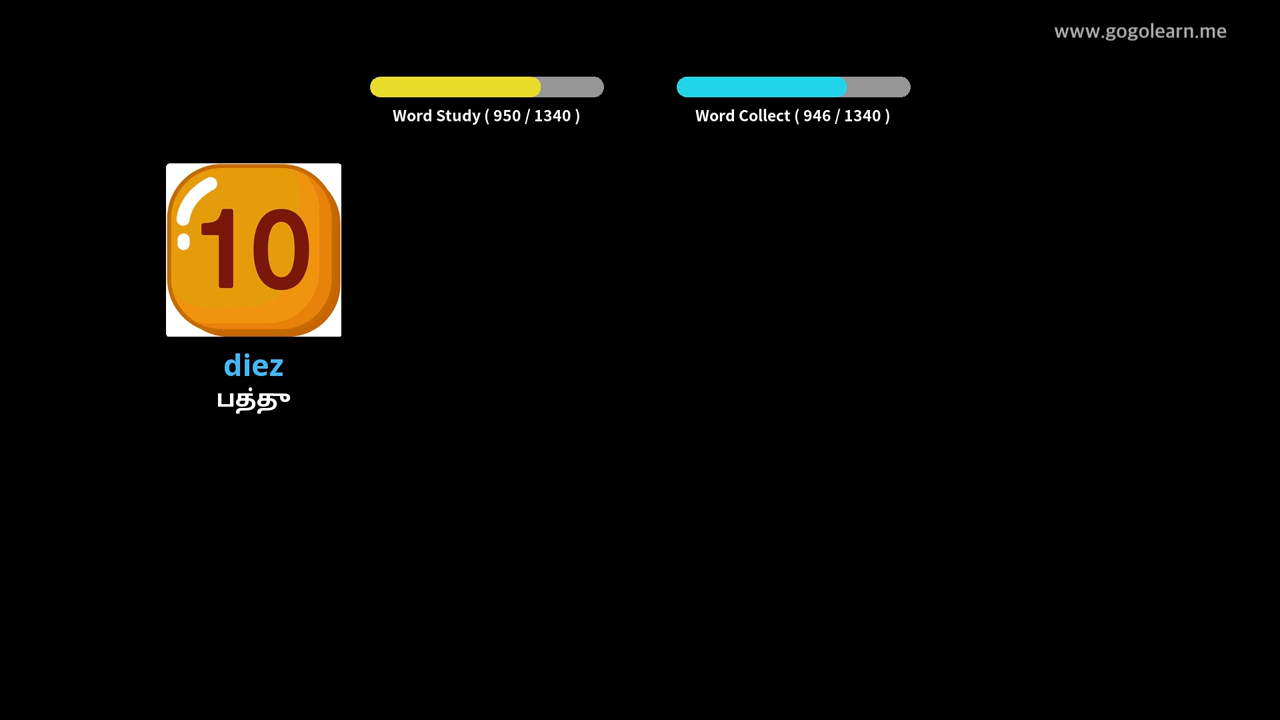 www.gogolearn.me
Word Study ( 950 / 1340 )
Word Collect ( 946 / 1340 )
10
diez
பத்து